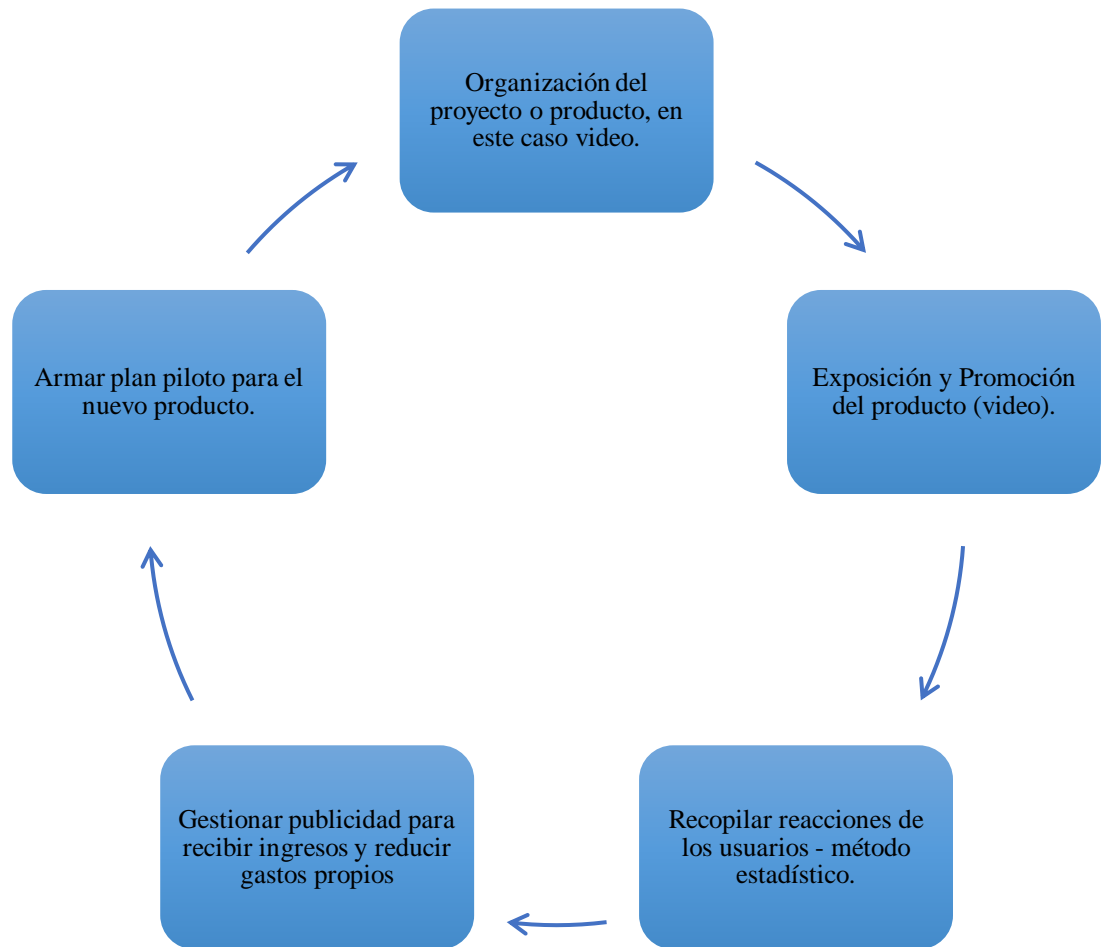 Organización del
proyecto o producto, en
este caso video.
Exposición y Promoción
del producto (video).
Recopilar reacciones de
los usuarios - método
estadístico.
Gestionar publicidad para
recibir ingresos y reducir
gastos propios
Armar plan piloto para el
nuevo producto.